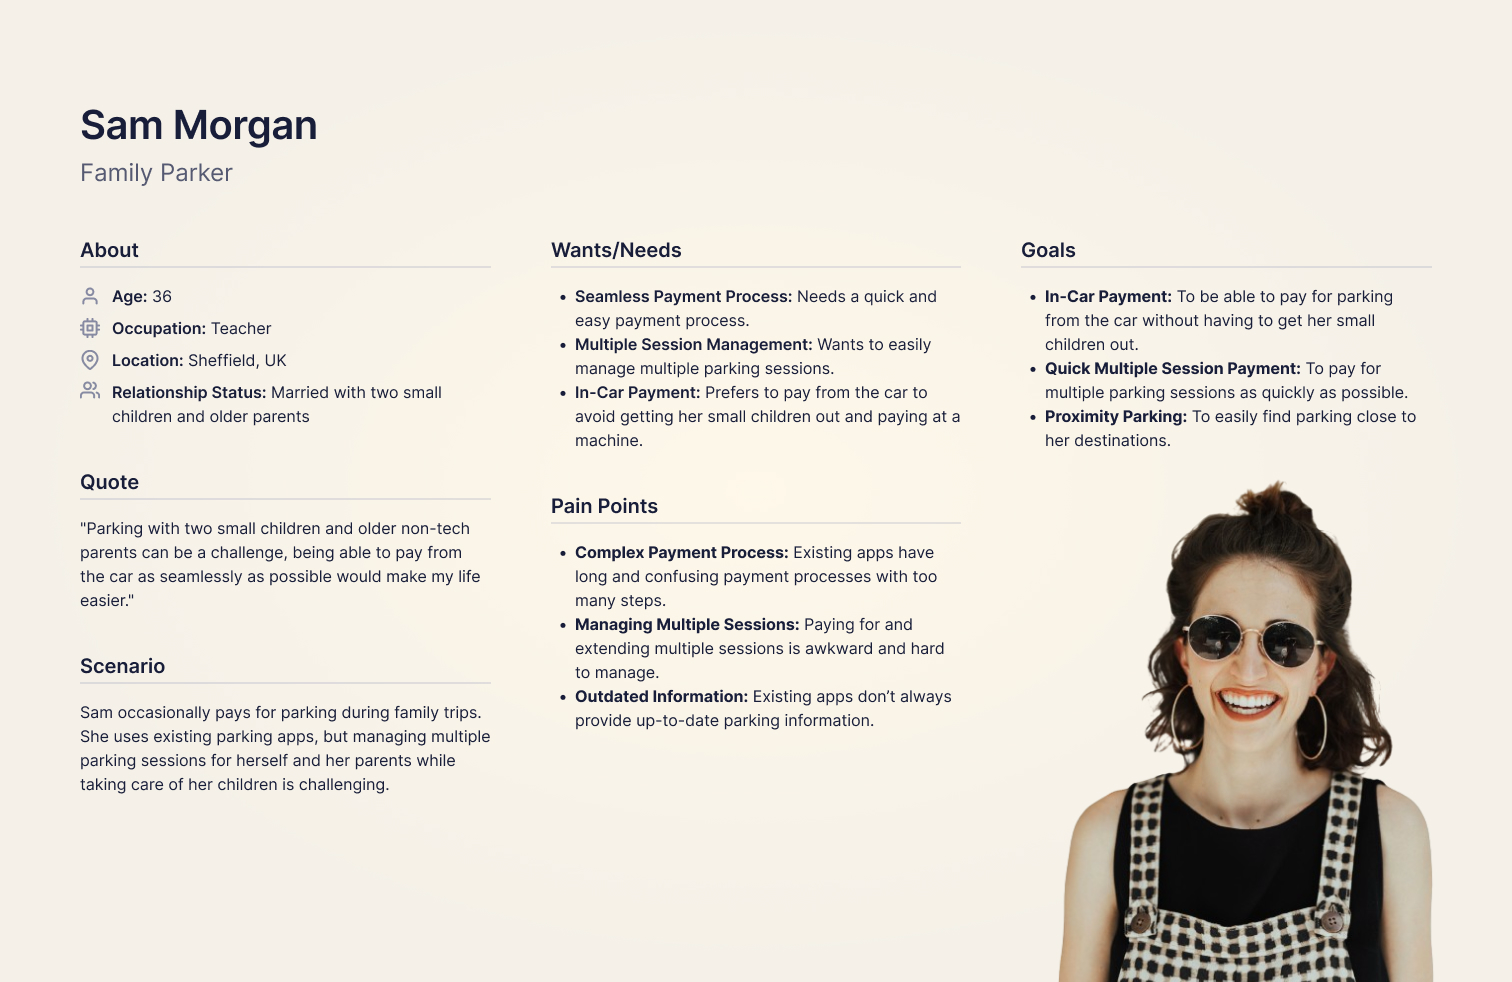 Sam Morgan
Family Parker
About
Age: 36
Occupation: Teacher
Location: Sheffield, UK
Relationship Status: Married with two small
children and older parents
Quote
"Parking with two small children and older non-tech
parents can be a challenge, being able to pay from
the car as seamlessly as possible would make my life
easier."
Scenario
Sam occasionally pays for parking during family trips.
She uses existing parking apps, but managing multiple
parking sessions for herself and her parents while
taking care of her children is challenging.
Wants/Needs
• Seamless Payment Process: Needs a quick and
easy payment process.
• Multiple Session Management: Wants to easily
manage multiple parking sessions.
• In-Car Payment: Prefers to pay from the car to
avoid getting her small children out and paying at a
machine.
Pain Points
• Complex Payment Process: Existing apps have
long and confusing payment processes with too
many steps.
• Managing Multiple Sessions: Paying for and
extending multiple sessions is awkward and hard
to manage.
• Outdated Information: Existing apps don’t always
provide up-to-date parking information.
Goals
• In-Car Payment: To be able to pay for parking
from the car without having to get her small
children out.
• Quick Multiple Session Payment: To pay for
multiple parking sessions as quickly as possible.
• Proximity Parking: To easily find parking close to
her destinations.